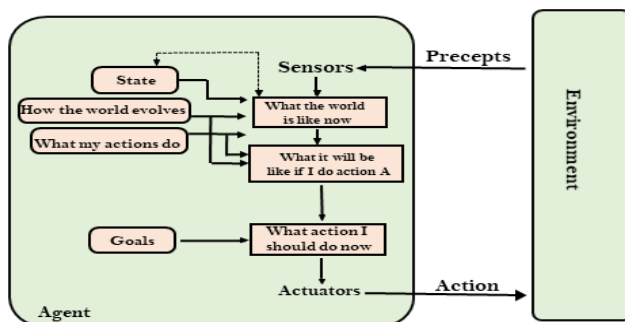 Sensors
Precepts
State
How the world evolves
What my actions do
What the world
is like now
What it will be
like if I do action A
Goals
What action I
should do now
Actuators
Action
Agent
Environment